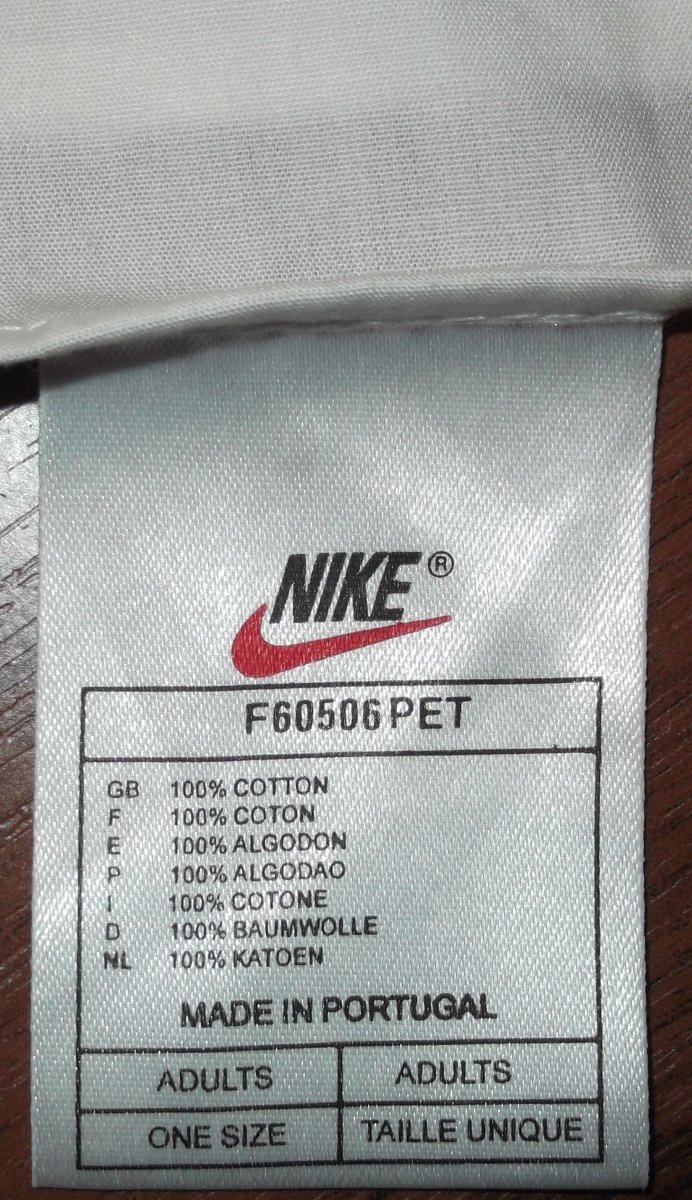 NIKE®
F60506PET
GB 100% COTTON
F 100% COTON
E 100% ALGODON
P 100% ALGODAO
I 100% COTONE
D 100% BAUMWOLLE
NL 100% KATOEN
MADE IN PORTUGAL
ADULTS ADULTS
ONE SIZE TAILLE UNIQUE